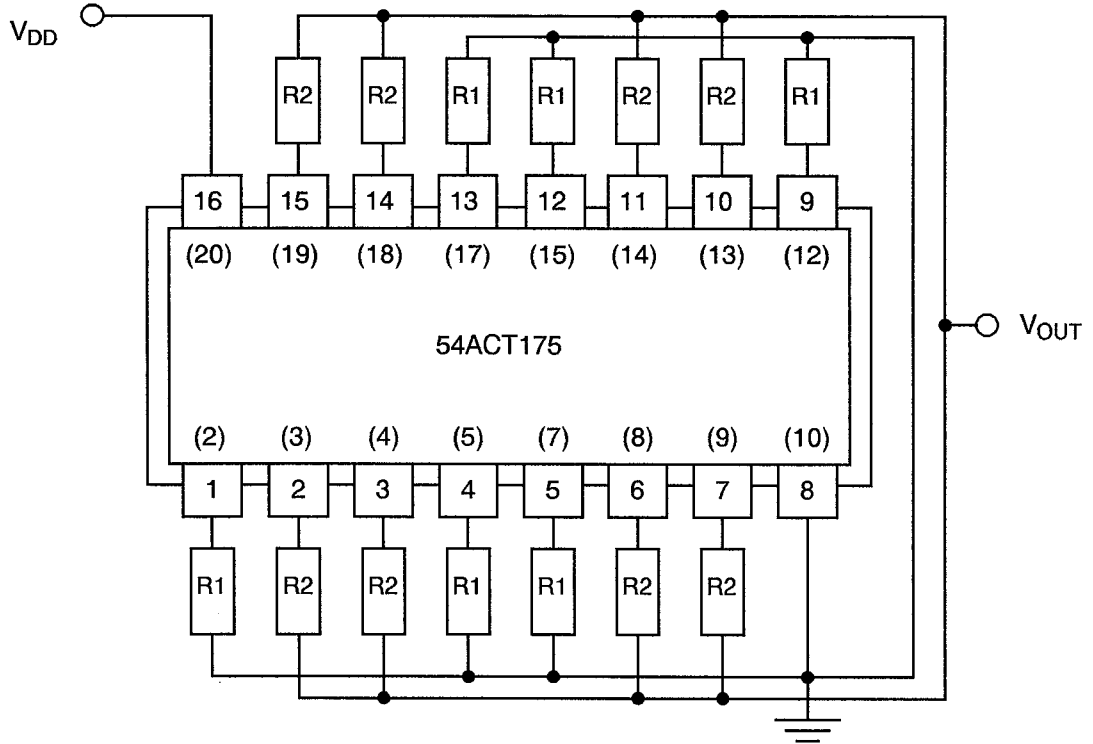 V_DD
R2 R2 R1 R1 R2 R2 R1
16 15 14 13 12 11 10 9
(20) (19) (18) (17) (15) (14) (13) (12)
V_OUT
54ACT175
(2) (3) (4) (5) (7) (8) (9) (10)
1 2 3 4 5 6 7 8
R1 R2 R2 R1 R1 R2 R2